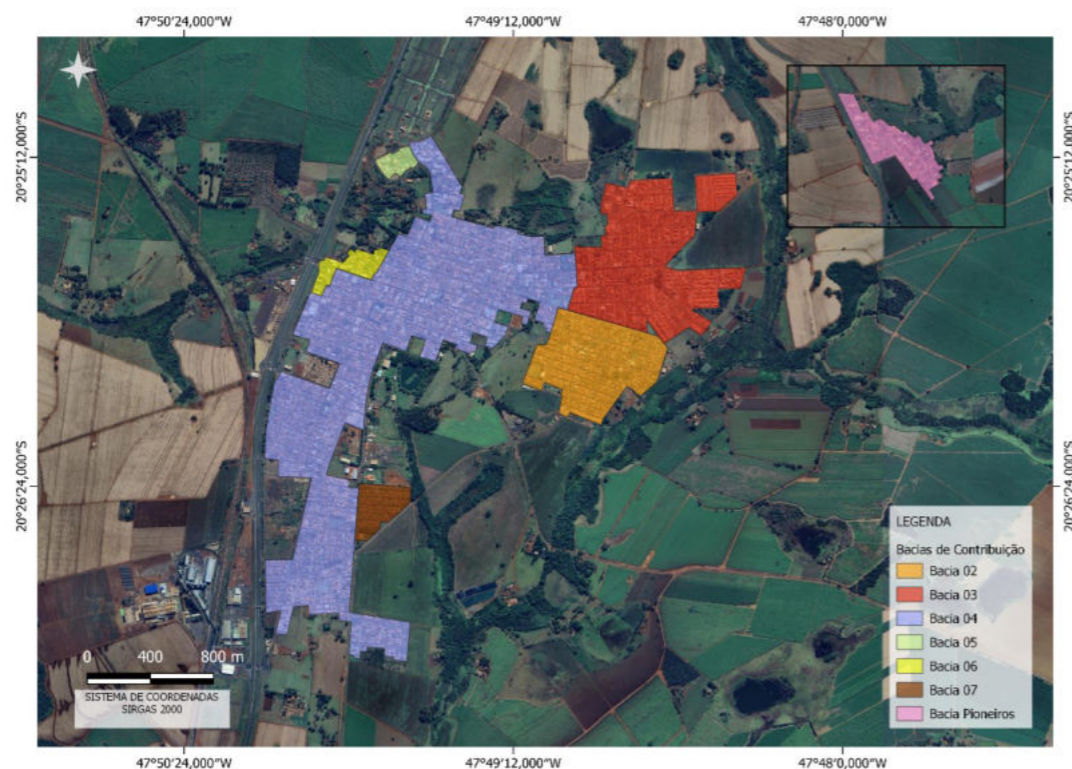 47°50'24,000"W 47°49'12,000"W 47°48'0,000"W
20°25'12,000"S 20°25'12,000"S
20°26'24,000"S 20°26'24,000"S
LEGENDA
Bacias de Contribuição
Bacia 02
Bacia 03
Bacia 04
Bacia 05
Bacia 06
Bacia 07
Bacia Pioneiros
0 400 800 m
SISTEMA DE COORDENADAS
SIRGAS 2000
47°50'24,000"W 47°49'12,000"W 47°48'0,000"W